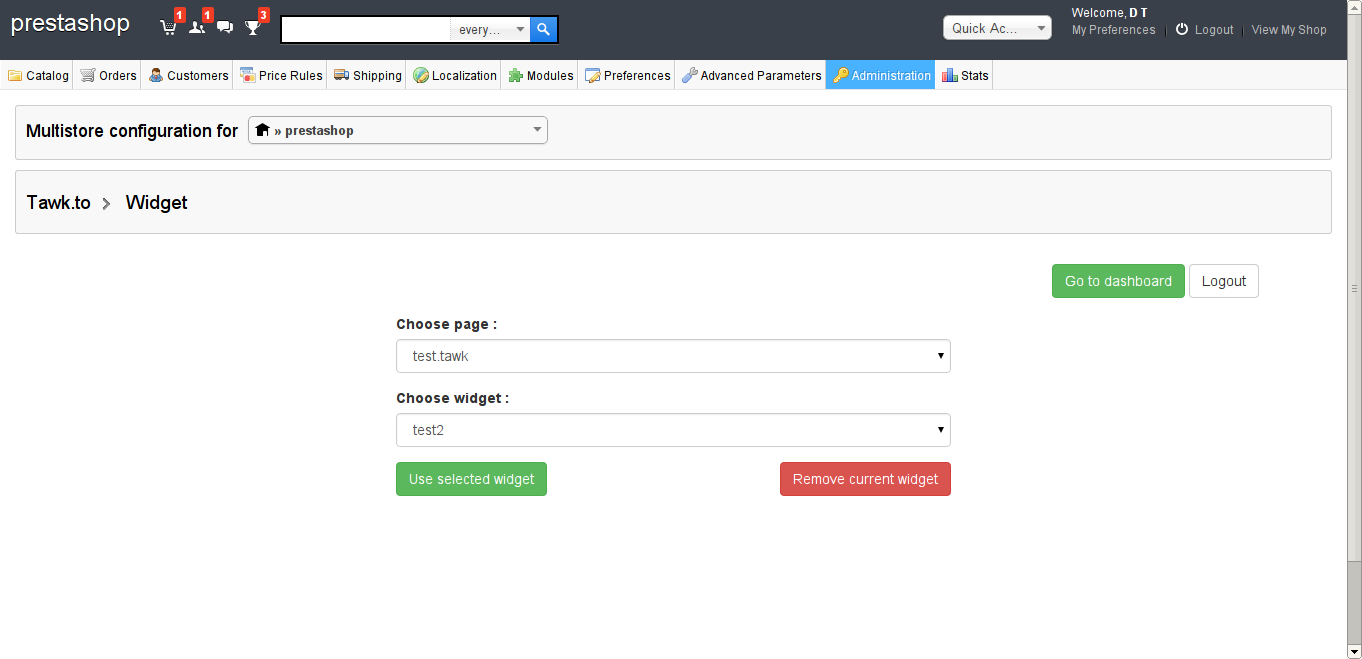 prestashop
1
1
3
every...
Quick Ac...
Welcome, D T
My Preferences
Logout
View My Shop
Catalog
Orders
Customers
Price Rules
Shipping
Localization
Modules
Preferences
Advanced Parameters
Administration
Stats
Multistore configuration for
» prestashop
Tawk.to
Widget
Go to dashboard
Logout
Choose page :
test.tawk
Choose widget :
test2
Use selected widget
Remove current widget